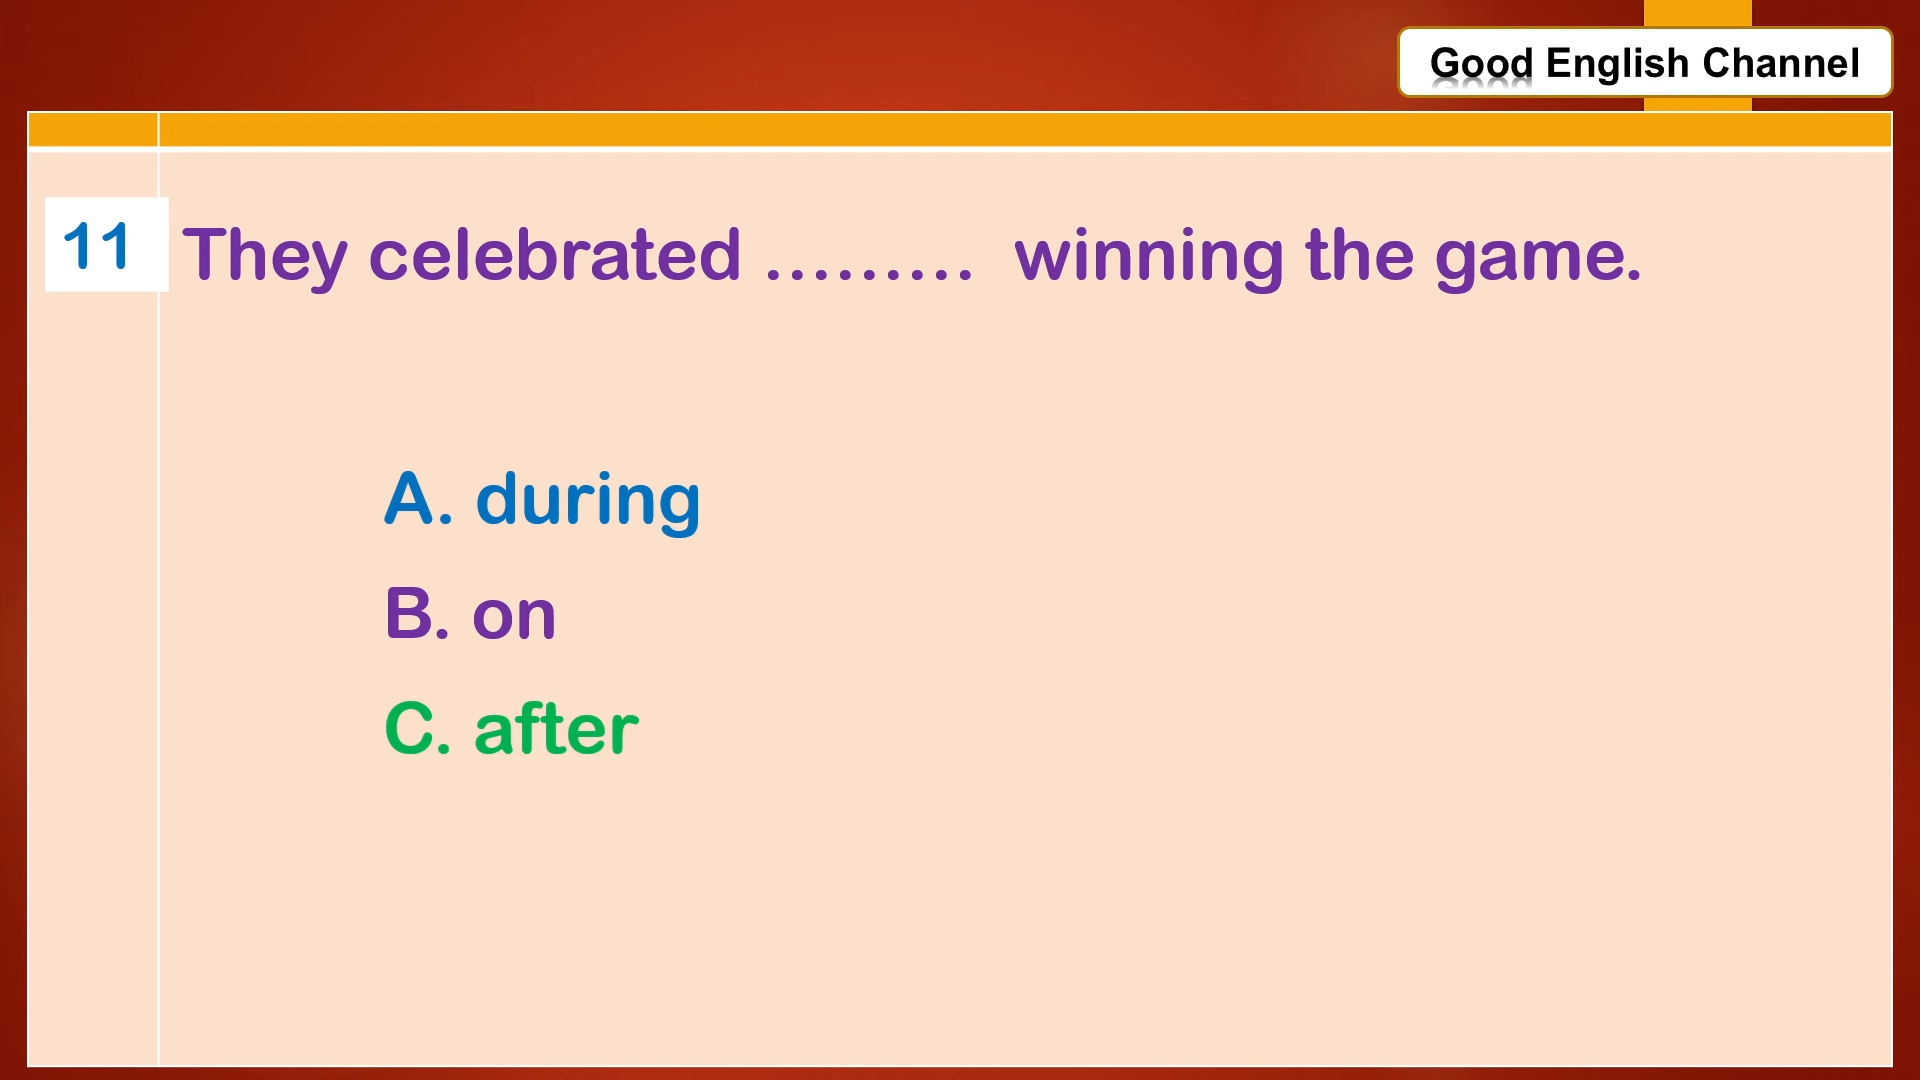 Good English Channel
11 They celebrated ......... winning the game.
A. during
B. on
C. after